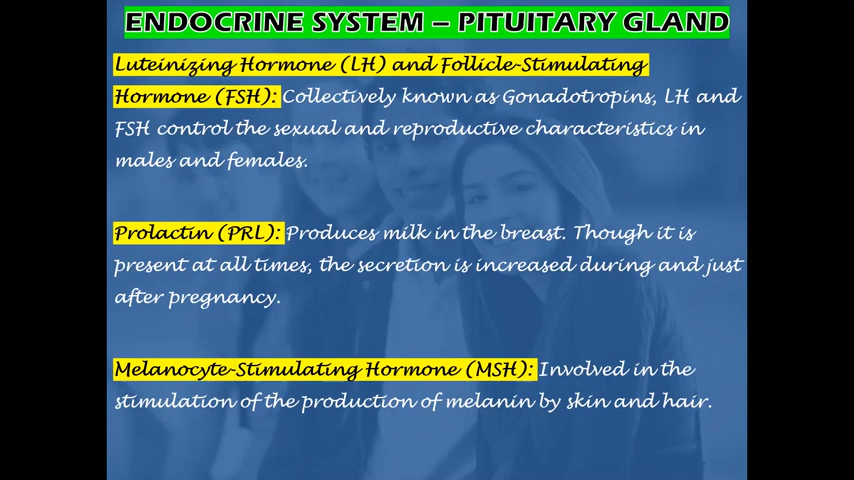 ENDOCRINE SYSTEM – PITUITARY GLAND
Luteinizing Hormone (LH) and Follicle-Stimulating
Hormone (FSH): Collectively known as Gonadotropins, LH and
FSH control the sexual and reproductive characteristics in
males and females.
Prolactin (PRL): Produces milk in the breast. Though it is
present at all times, the secretion is increased during and just
after pregnancy.
Melanocyte-Stimulating Hormone (MSH): Involved in the
stimulation of the production of melanin by skin and hair.